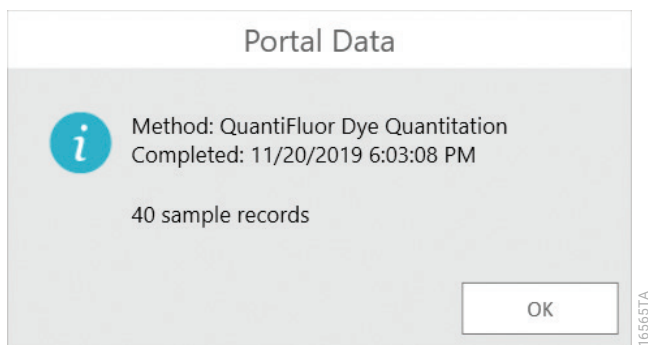 Portal Data
i
Method: QuantiFluor Dye Quantitation
Completed: 11/20/2019 6:03:08 PM
40 sample records
OK
16565TA